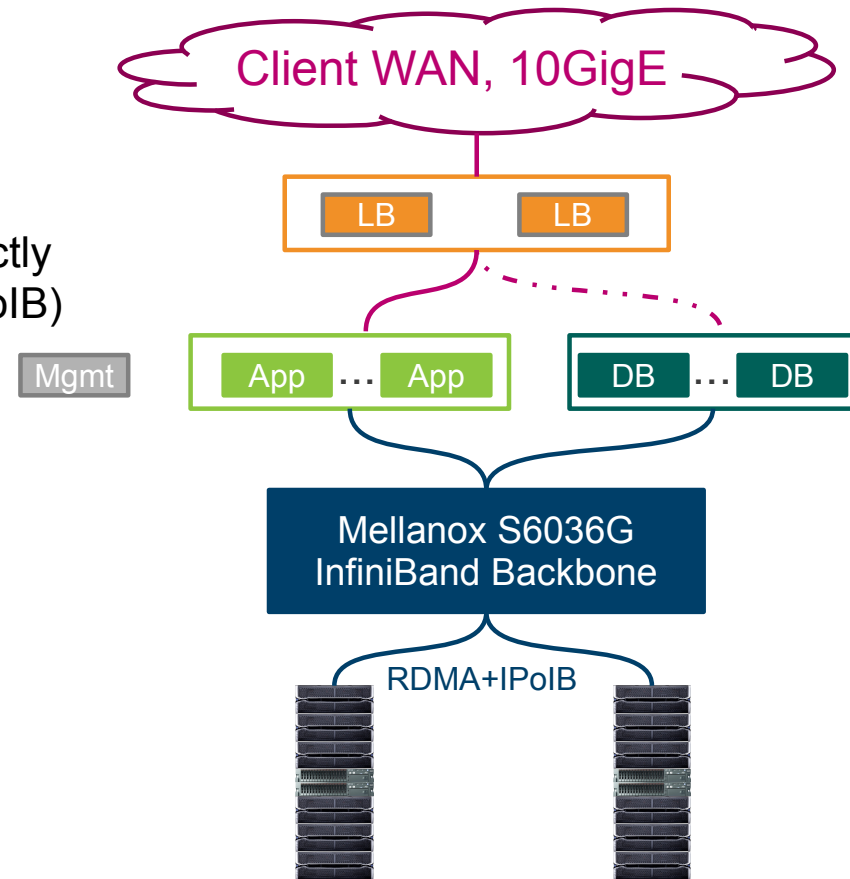 Client WAN, 10GigE
LB LB
ctly
oIB)
Mgmt App ... App DB ... DB
Mellanox S6036G
InfiniBand Backbone
RDMA+IPoIB